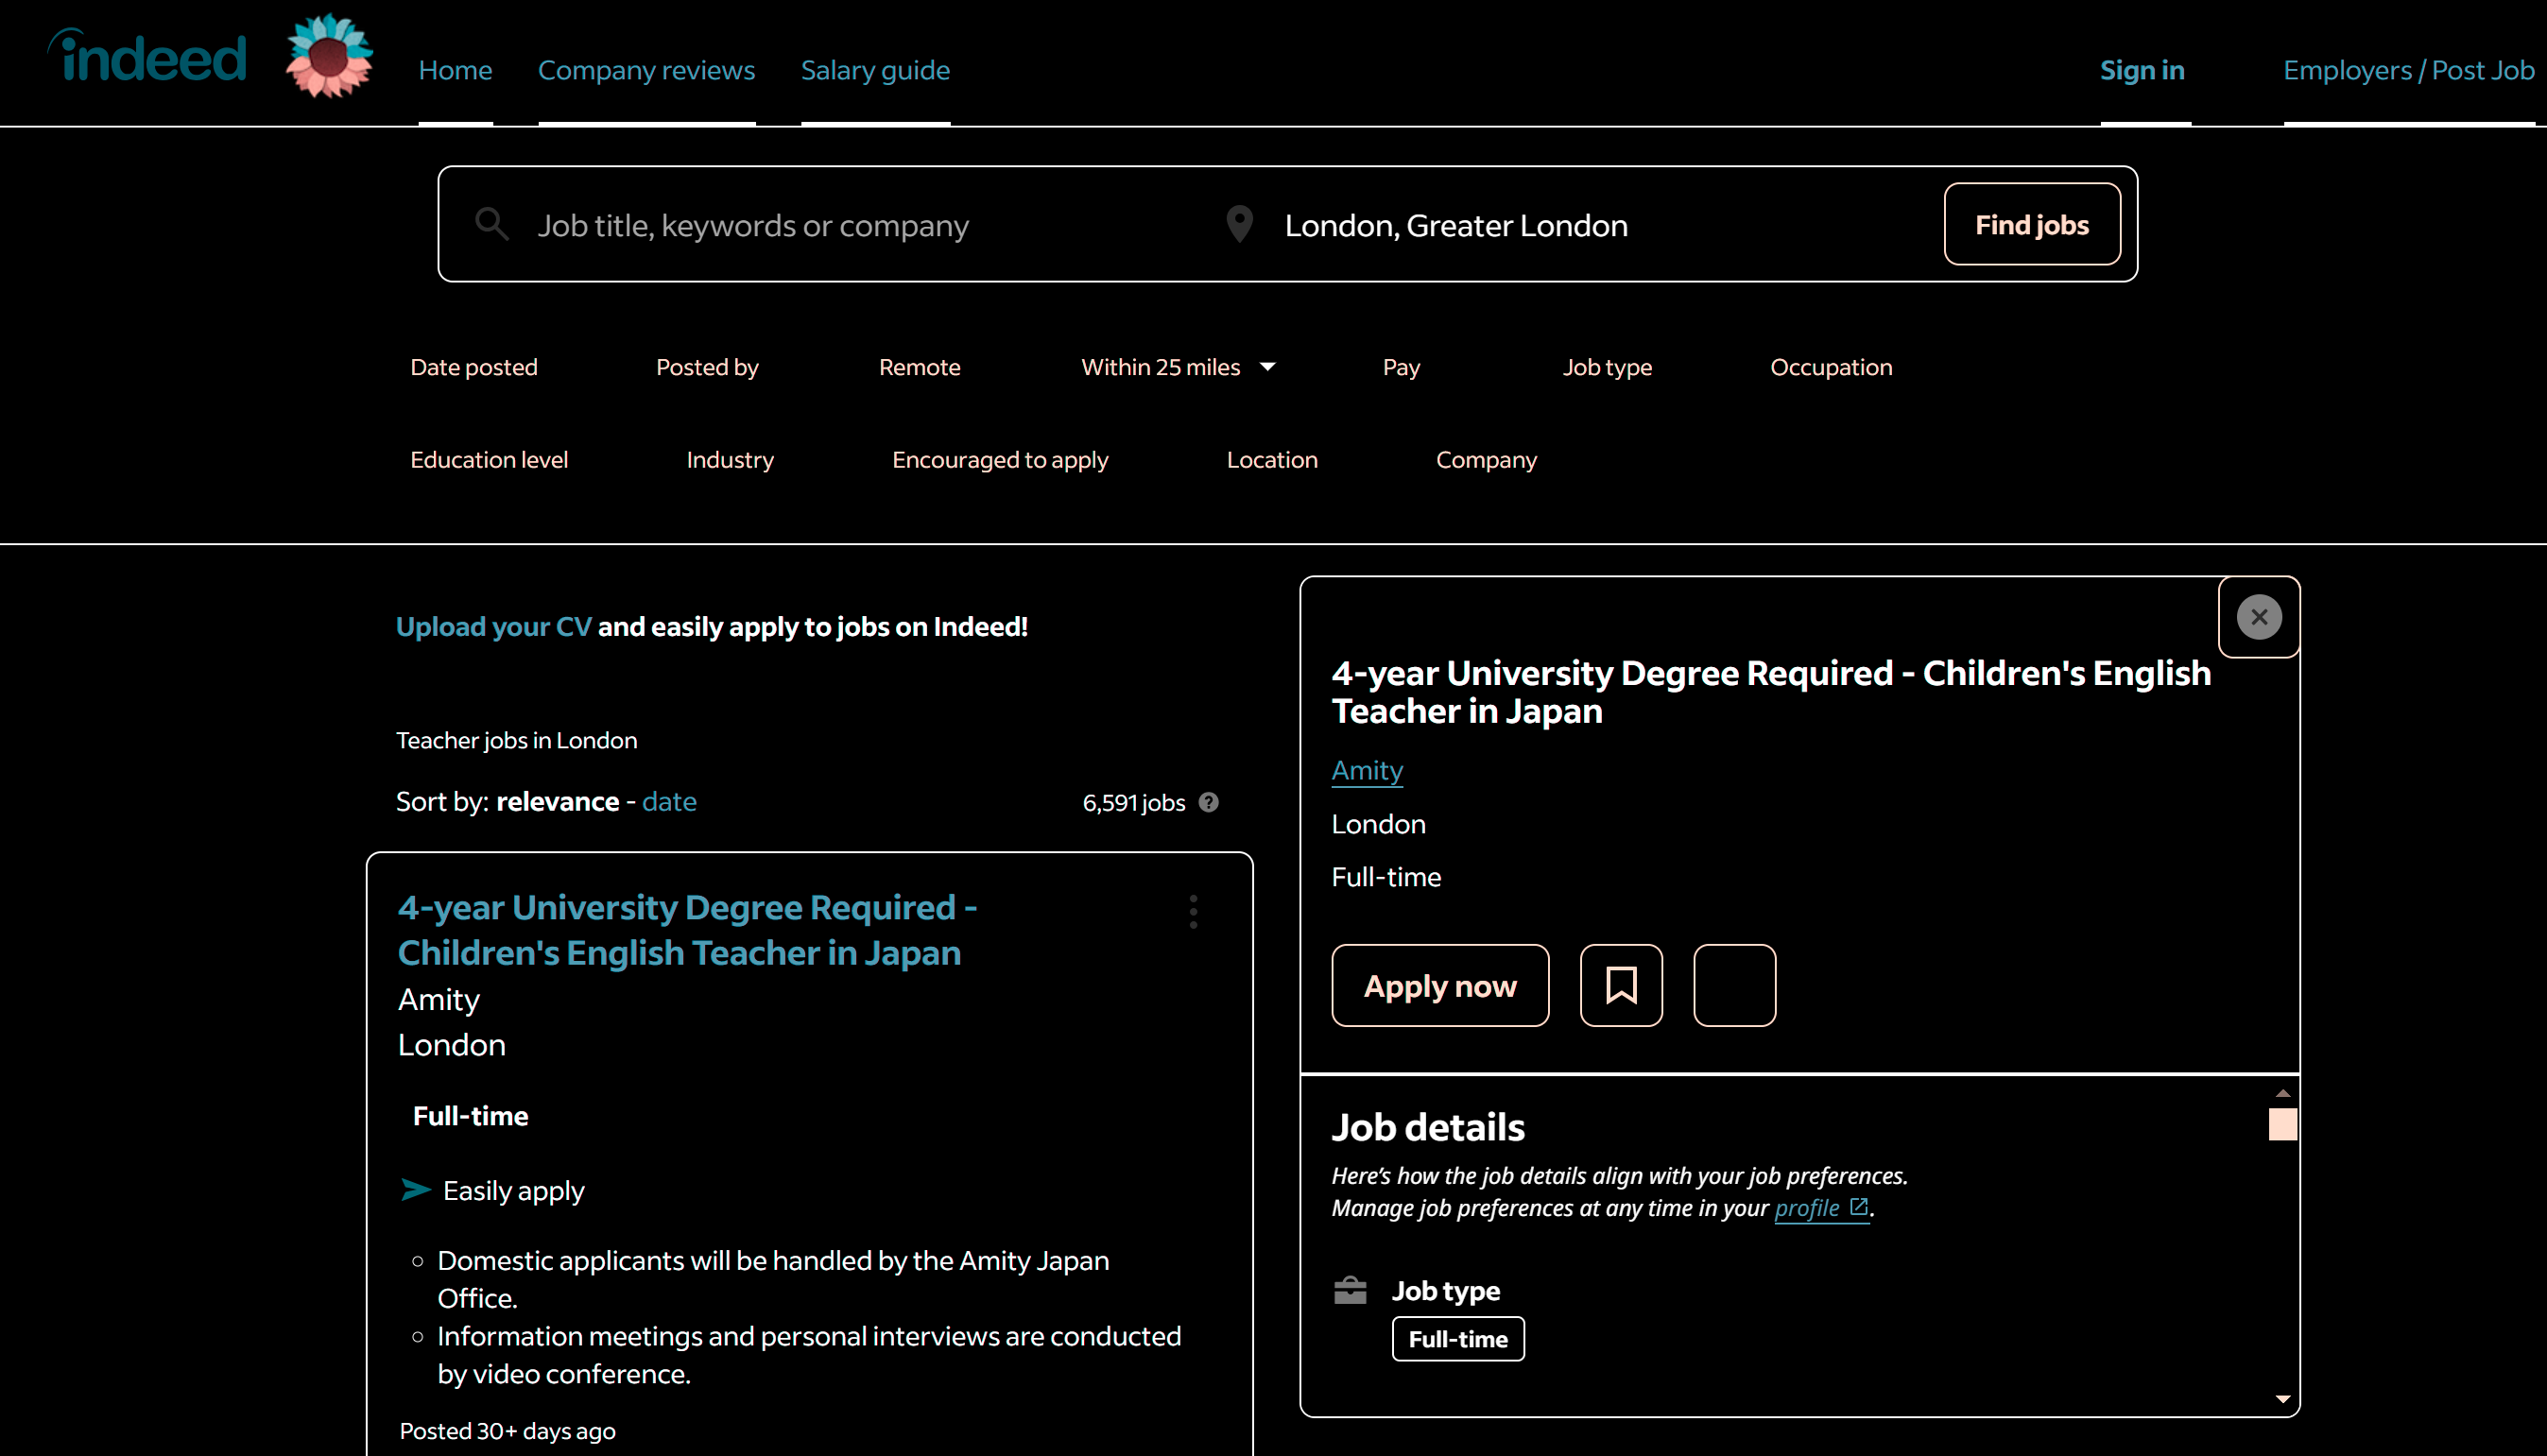 indeed
Home
Company reviews
Salary guide
Sign in
Employers / Post Job
Job title, keywords or company
London, Greater London
Find jobs
Date posted
Posted by
Remote
Within 25 miles
Pay
Job type
Occupation
Education level
Industry
Encouraged to apply
Location
Company
Upload your CV and easily apply to jobs on Indeed!
Teacher jobs in London
Sort by: relevance - date
6,591 jobs
4-year University Degree Required -
Children's English Teacher in Japan
Amity
London
Full-time
Easily apply
Domestic applicants will be handled by the Amity Japan
Office.
Information meetings and personal interviews are conducted
by video conference.
Posted 30+ days ago
4-year University Degree Required - Children's English
Teacher in Japan
Amity
London
Full-time
Apply now
Job details
Here’s how the job details align with your job preferences.
Manage job preferences at any time in your profile.
Job type
Full-time